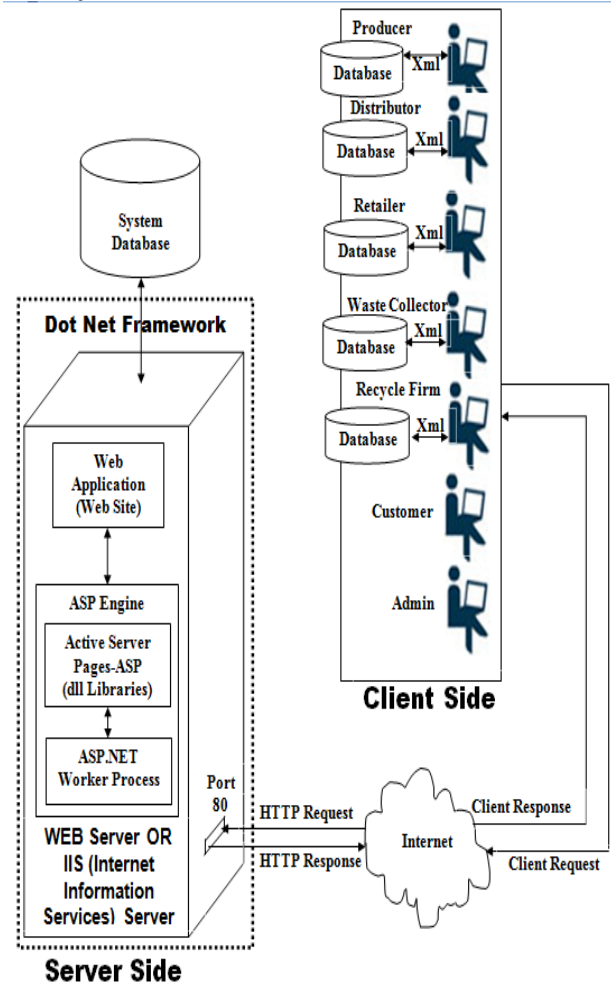 Producer
Xml
Database
Distributor
Xml
Database
Retailer
Xml
Database
Waste Collector
Xml
Database
Recycle Firm
Xml
Database
Customer
Admin
Client Side
System
Database
Dot Net Framework
Web
Application
(Web Site)
ASP Engine
Active Server
Pages-ASP
(dll Libraries)
ASP.NET
Worker Process
WEB Server OR
IIS (Internet
Information
Services) Server
Port
80
HTTP Request
HTTP Response
Internet
Client Response
Client Request
Server Side